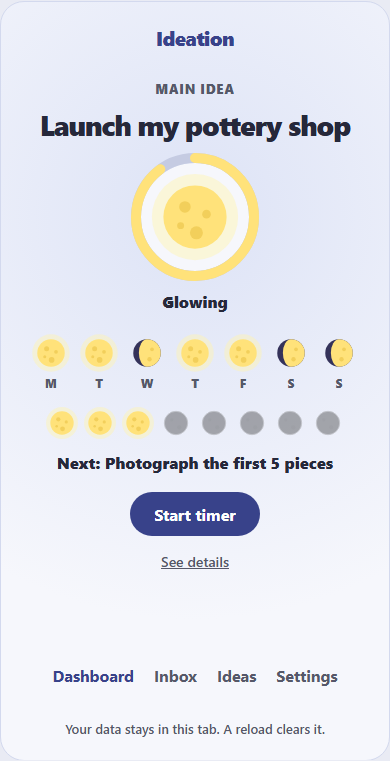 Ideation
MAIN IDEA
Launch my pottery shop
Glowing
M T W T F S S
Next: Photograph the first 5 pieces
Start timer
See details
Dashboard Inbox Ideas Settings
Your data stays in this tab. A reload clears it.